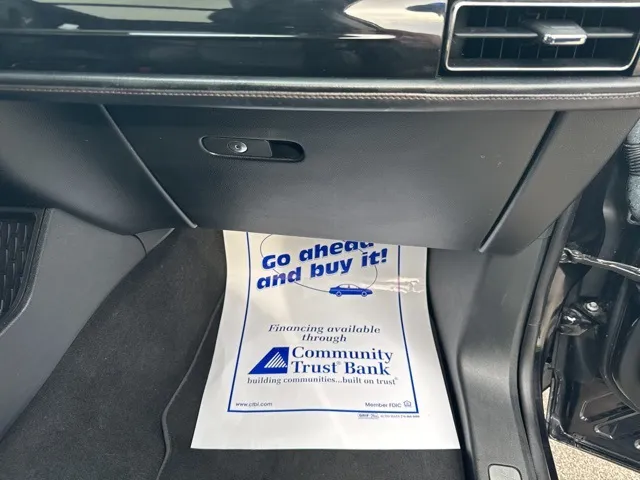 Go ahead
and buy it!
Financing available
through
Community
Trust® Bank
building communities...built on trust®
www.ctbi.com
Member FDIC